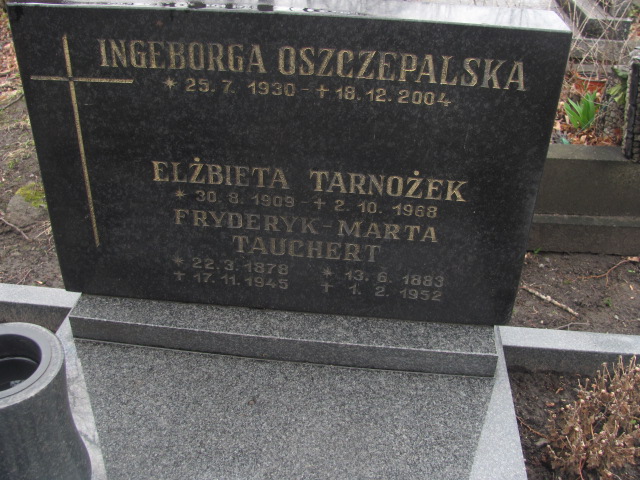 INGEBORGA OSZCZEPALSKA
* 25. 7. 1930 - + 18. 12. 2004
ELŻBIETA TARNOŻEK
* 30. 8. 1909 - + 2. 10. 1968
FRYDERYK - MARTA
TAUCHERT
* 22. 3. 1878 * 13. 6. 1883
+ 17. 11. 1945 + 1. 2. 1952